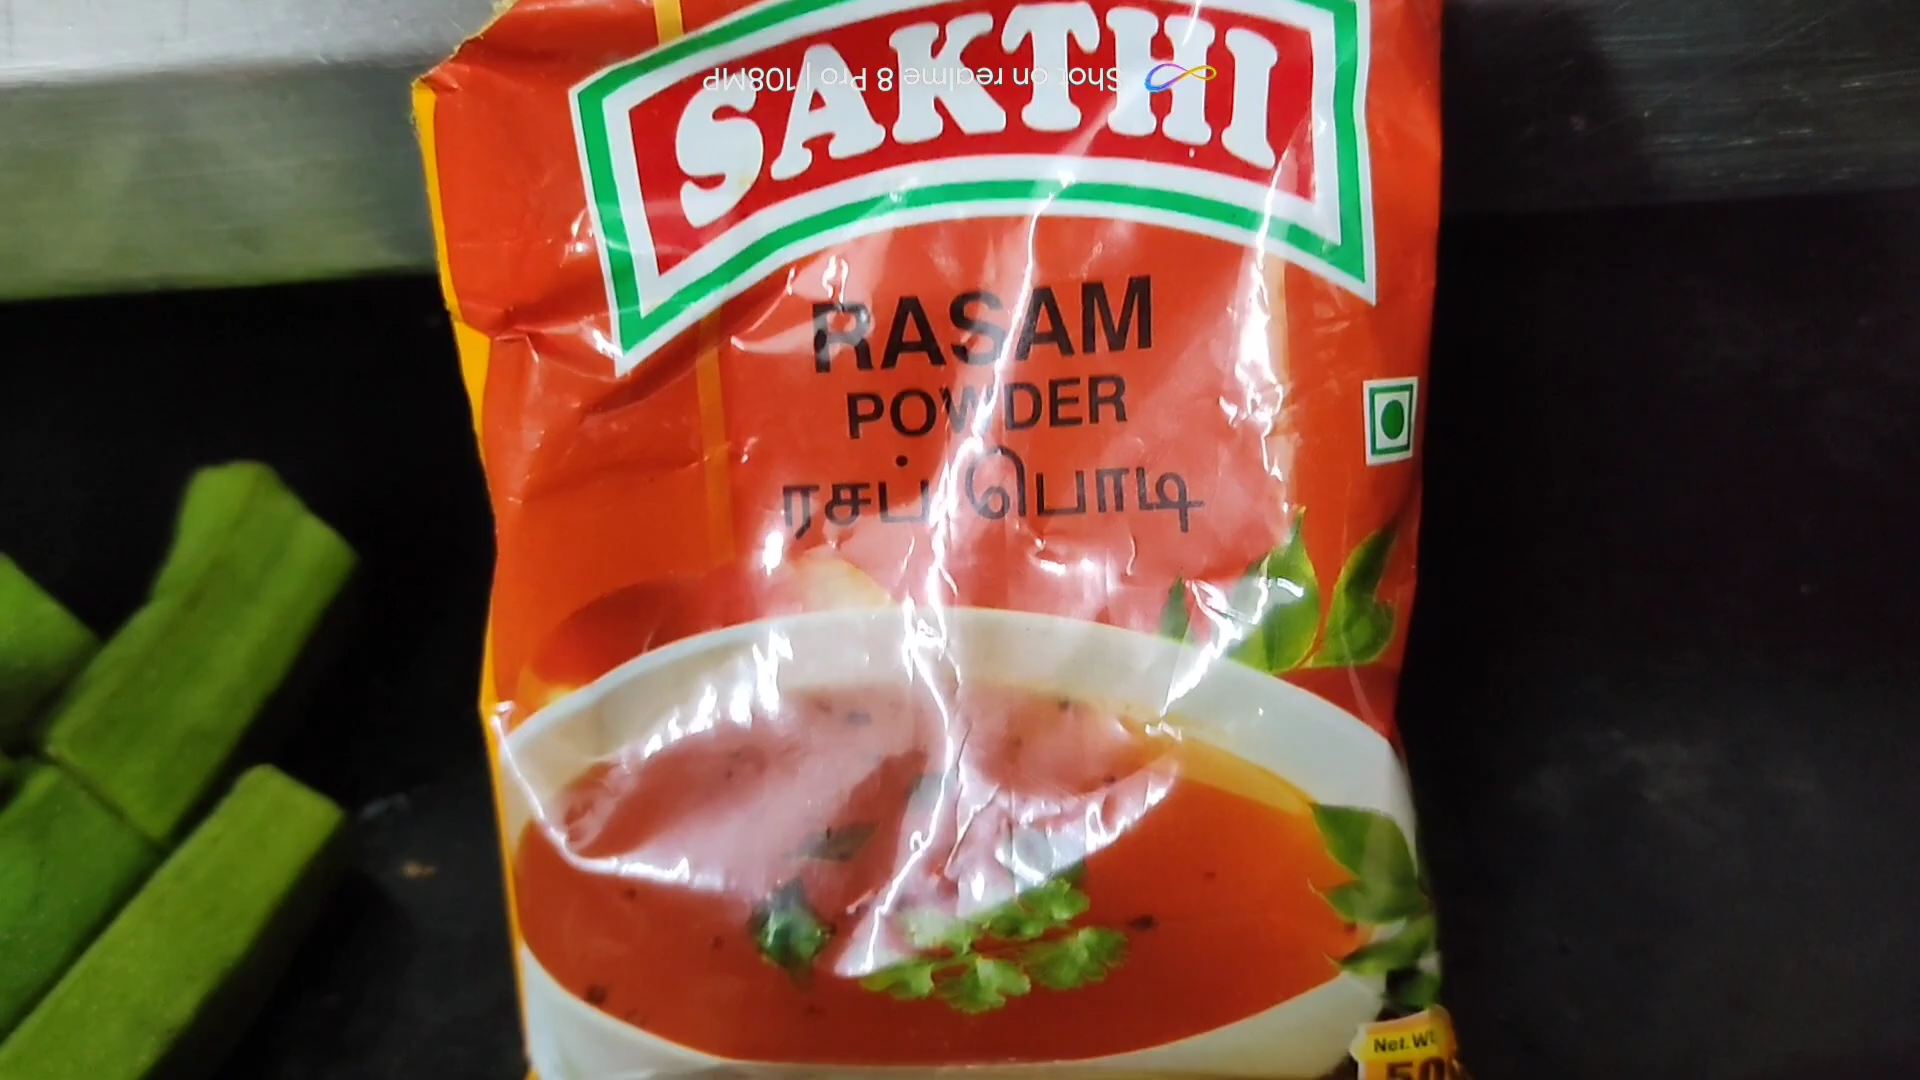 SAKTHI
Shot on realme 8 Pro | 108MP
RASAM
POWDER
ரசப் பொடி
Net. Wt.